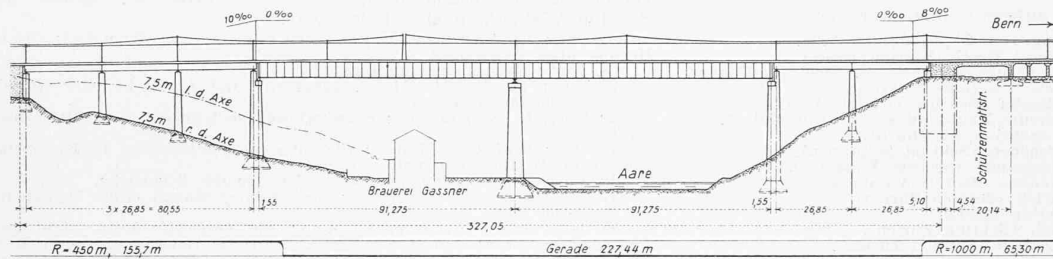 10‰ 0‰
0‰ 8‰
Bern
7,5 m l. d. Axe
7,5 m r. d. Axe
Brauerei Gassner
Aare
Schützenmattstr.
3 x 26,85 = 80,55
1,55
91,275
91,275
1,55
26,85
26,85
5,10
4,54
20,14
327,05
R = 450 m, 155,7 m
Gerade 227,44 m
R = 1000 m, 65,30 m